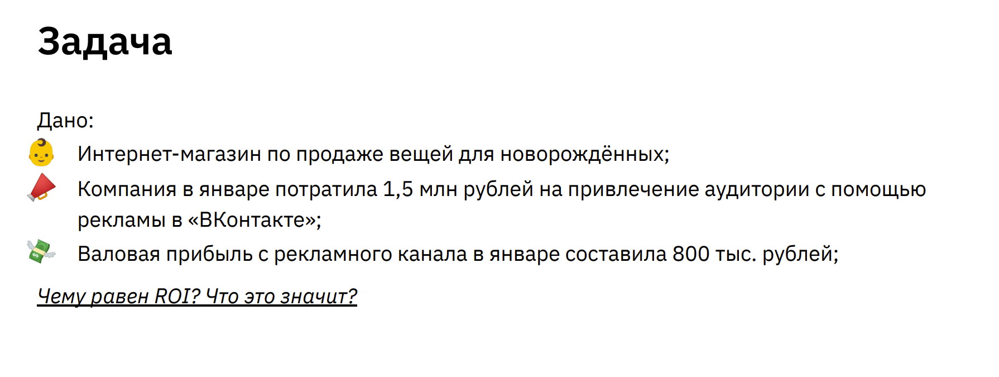 Задача
Дано:
Интернет-магазин по продаже вещей для новорождённых;
Компания в январе потратила 1,5 млн рублей на привлечение аудитории с помощью
рекламы в «ВКонтакте»;
Валовая прибыль с рекламного канала в январе составила 800 тыс. рублей;
Чему равен ROI? Что это значит?